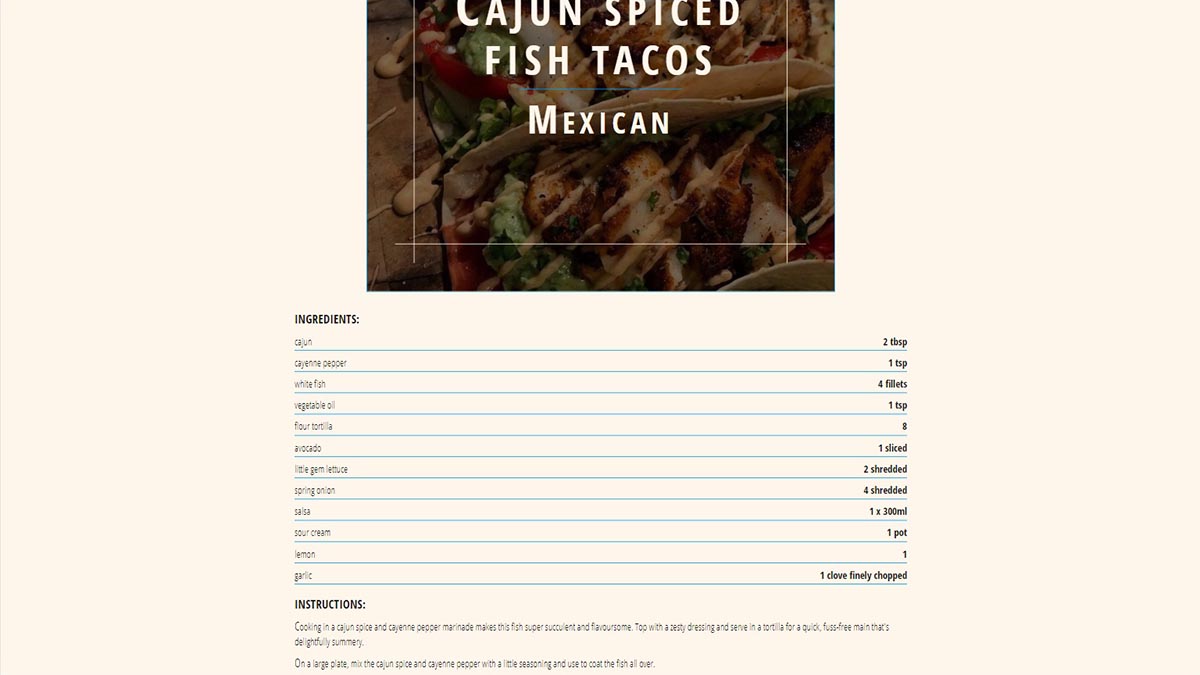 Cajun spiced
fish tacos
Mexican
INGREDIENTS:
cajun 2 tbsp
cayenne pepper 1 tsp
white fish 4 fillets
vegetable oil 1 tsp
flour tortilla 8
avocado 1 sliced
little gem lettuce 2 shredded
spring onion 4 shredded
salsa 1 x 300ml
sour cream 1 pot
lemon 1
garlic 1 clove finely chopped
INSTRUCTIONS:
Cooking in a cajun spice and cayenne pepper marinade makes this fish super succulent and flavoursome. Top with a zesty dressing and serve in a tortilla for a quick, fuss-free main that's
delightfully summery.
On a large plate, mix the cajun spice and cayenne pepper with a little seasoning and use to coat the fish all over.